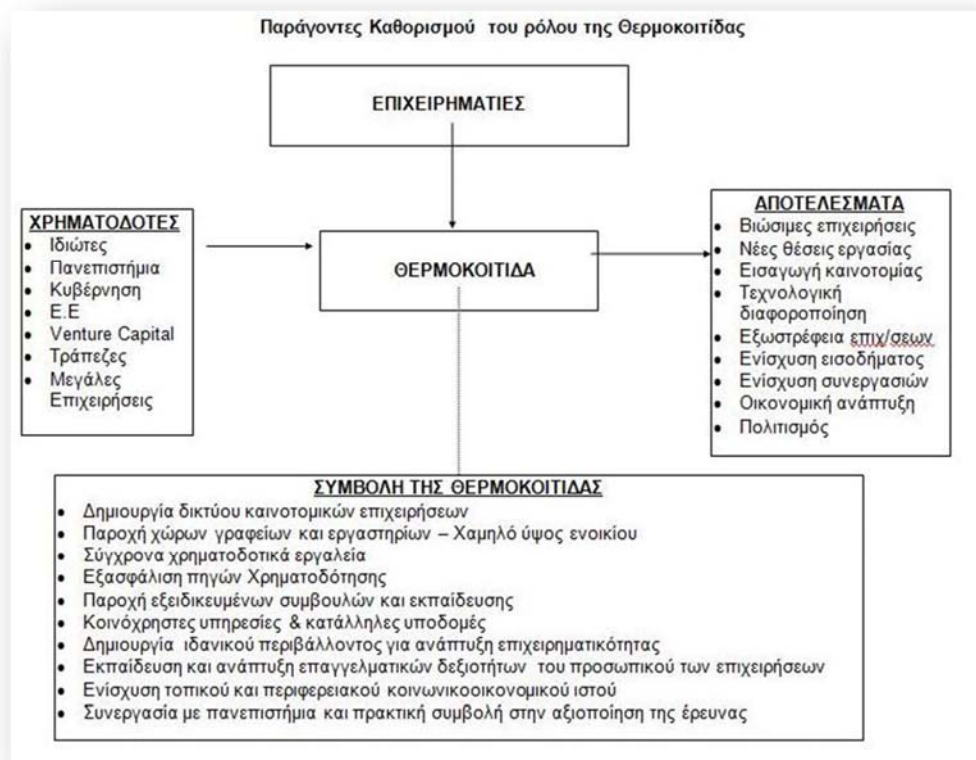 Παράγοντες Καθορισμού του ρόλου της Θερμοκοιτίδας
ΕΠΙΧΕΙΡΗΜΑΤΙΕΣ
ΧΡΗΜΑΤΟΔΟΤΕΣ
• Ιδιώτες
• Πανεπιστήμια
• Κυβέρνηση
• Ε.Ε
• Venture Capital
• Τράπεζες
• Μεγάλες
Επιχειρήσεις
ΘΕΡΜΟΚΟΙΤΙΔΑ
ΑΠΟΤΕΛΕΣΜΑΤΑ
• Βιώσιμες επιχειρήσεις
• Νέες θέσεις εργασίας
• Εισαγωγή καινοτομίας
• Τεχνολογική
διαφοροποίηση
• Εξωστρέφεια επιχ/σεων
• Ενίσχυση εισοδήματος
• Ενίσχυση συνεργασιών
• Οικονομική ανάπτυξη
• Πολιτισμός
ΣΥΜΒΟΛΗ ΤΗΣ ΘΕΡΜΟΚΟΙΤΙΔΑΣ
• Δημιουργία δικτύου καινοτομικών επιχειρήσεων
• Παροχή χώρων γραφείων και εργαστηρίων – Χαμηλό ύψος ενοικίου
• Σύγχρονα χρηματοδοτικά εργαλεία
• Εξασφάλιση πηγών Χρηματοδότησης
• Παροχή εξειδικευμένων συμβουλών και εκπαίδευσης
• Κοινόχρηστες υπηρεσίες & κατάλληλες υποδομές
• Δημιουργία ιδανικού περιβάλλοντος για ανάπτυξη επιχειρηματικότητας
• Εκπαίδευση και ανάπτυξη επαγγελματικών δεξιοτήτων του προσωπικού των επιχειρήσεων
• Ενίσχυση τοπικού και περιφερειακού κοινωνικοοικονομικού ιστού
• Συνεργασία με πανεπιστήμια και πρακτική συμβολή στην αξιοποίηση της έρευνας